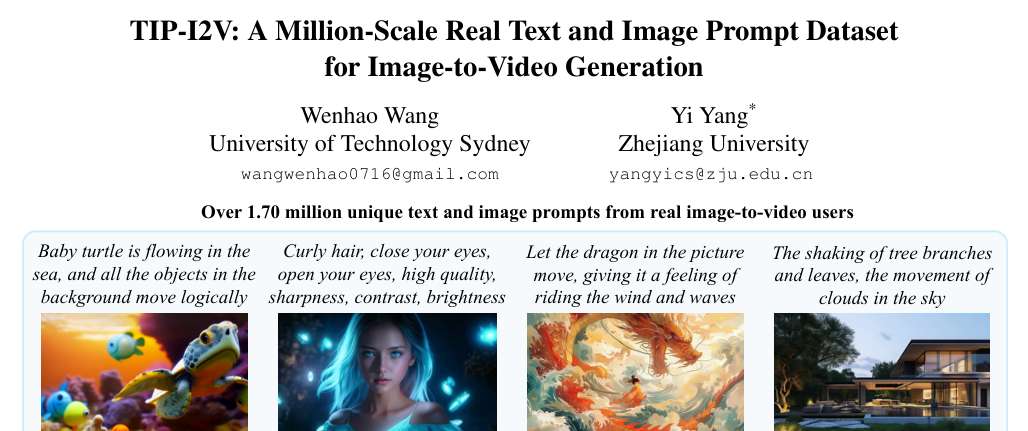 TIP-I2V: A Million-Scale Real Text and Image Prompt Dataset
for Image-to-Video Generation
Wenhao Wang
University of Technology Sydney
wangwenhao0716@gmail.com
Yi Yang*
Zhejiang University
yangyics@zju.edu.cn
Over 1.70 million unique text and image prompts from real image-to-video users
Baby turtle is flowing in the
sea, and all the objects in the
background move logically
Curly hair, close your eyes,
open your eyes, high quality,
sharpness, contrast, brightness
Let the dragon in the picture
move, giving it a feeling of
riding the wind and waves
The shaking of tree branches
and leaves, the movement of
clouds in the sky